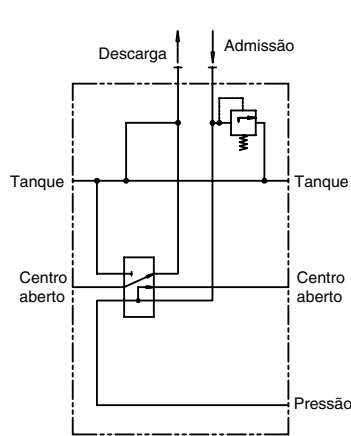 Descarga
Admissão
Tanque
Tanque
Centro
aberto
Centro
aberto
Pressão